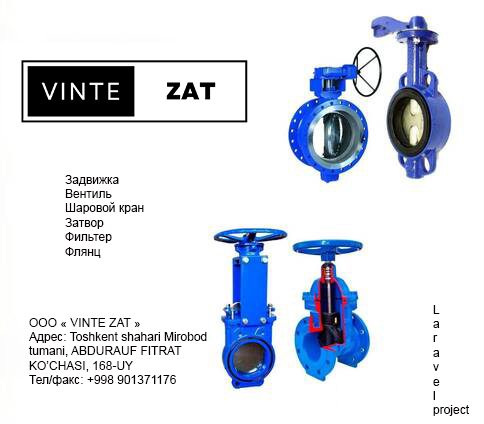 VINTE ZAT
Задвижка
Вентиль
Шаровой кран
Затвор
Фильтер
Флянц
ООО « VINTE ZAT »
Адрес: Toshkent shahari Mirobod
tumani, ABDURAUF FITRAT
KO'CHASI, 168-UY
Тел/факс: +998 901371176
L
a
r
a
v
e
l
project